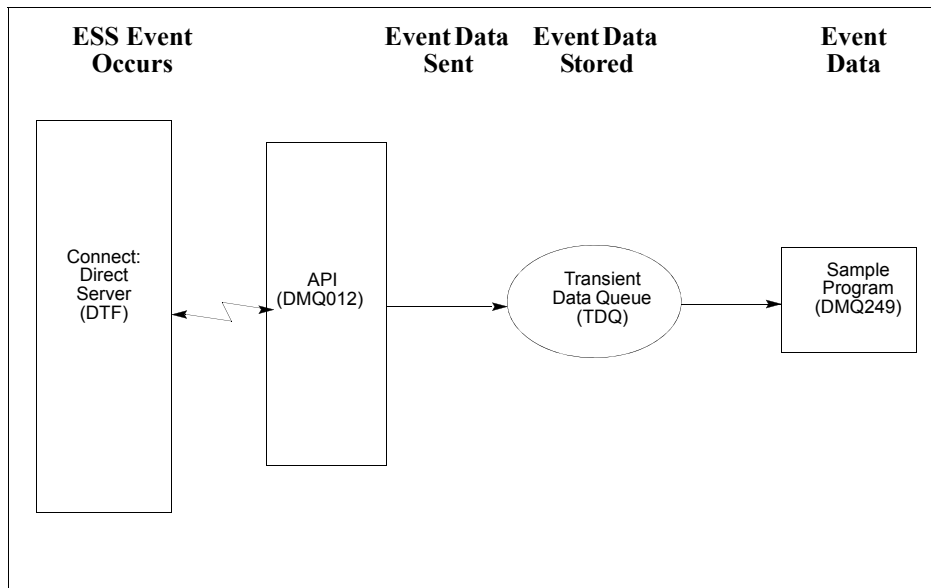 ESS Event
Occurs
Event Data
Sent
Event Data
Stored
Event
Data
Connect:
Direct
Server
(DTF)
API
(DMQ012)
Transient
Data Queue
(TDQ)
Sample
Program
(DMQ249)